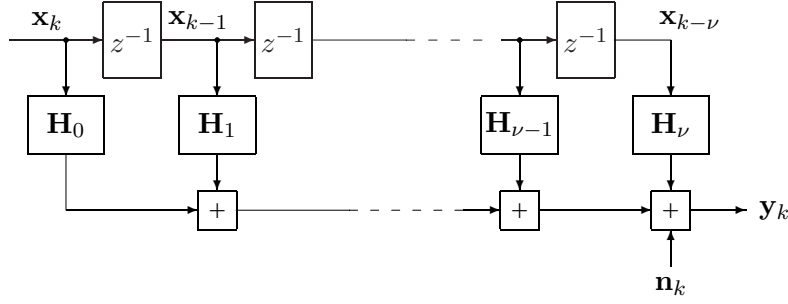 x_k x_{k-1} x_{k-ν}
z^{-1} z^{-1} z^{-1}
H_0 H_1 H_{ν-1} H_ν
+ + + y_k
n_k